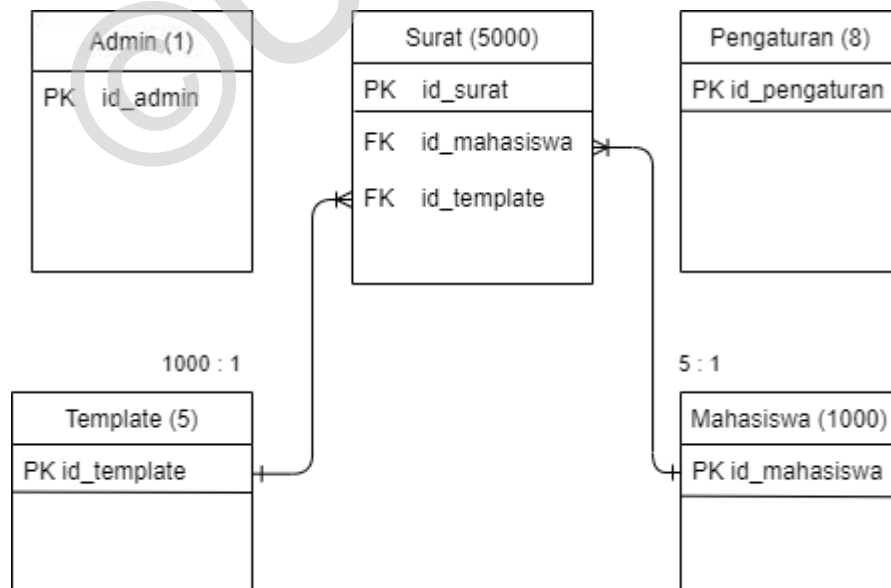 Admin (1)
PK id_admin
Surat (5000)
PK id_surat
FK id_mahasiswa
FK id_template
Pengaturan (8)
PK id_pengaturan
1000 : 1
5 : 1
Template (5)
PK id_template
Mahasiswa (1000)
PK id_mahasiswa